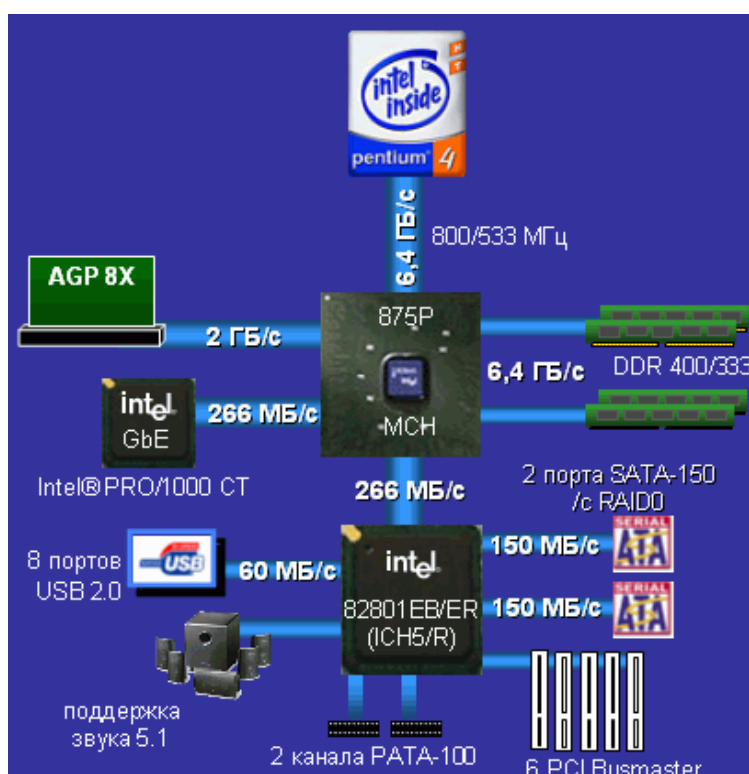 intel
inside
HT
pentium® 4
6,4 ГБ/с
800/533 МГц
AGP 8X
2 ГБ/с
875P
MCH
6,4 ГБ/с
DDR 400/333
intel
GbE
266 МБ/с
Intel® PRO/1000 CT
266 МБ/с
2 порта SATA-150
/с RAID0
8 портов
USB 2.0
USB
60 МБ/с
intel
82801EB/ER
(ICH5/R)
150 МБ/с
SERIAL
ATA
150 МБ/с
SERIAL
ATA
поддержка
звука 5.1
2 канала PATA-100
6 PCI Busmaster